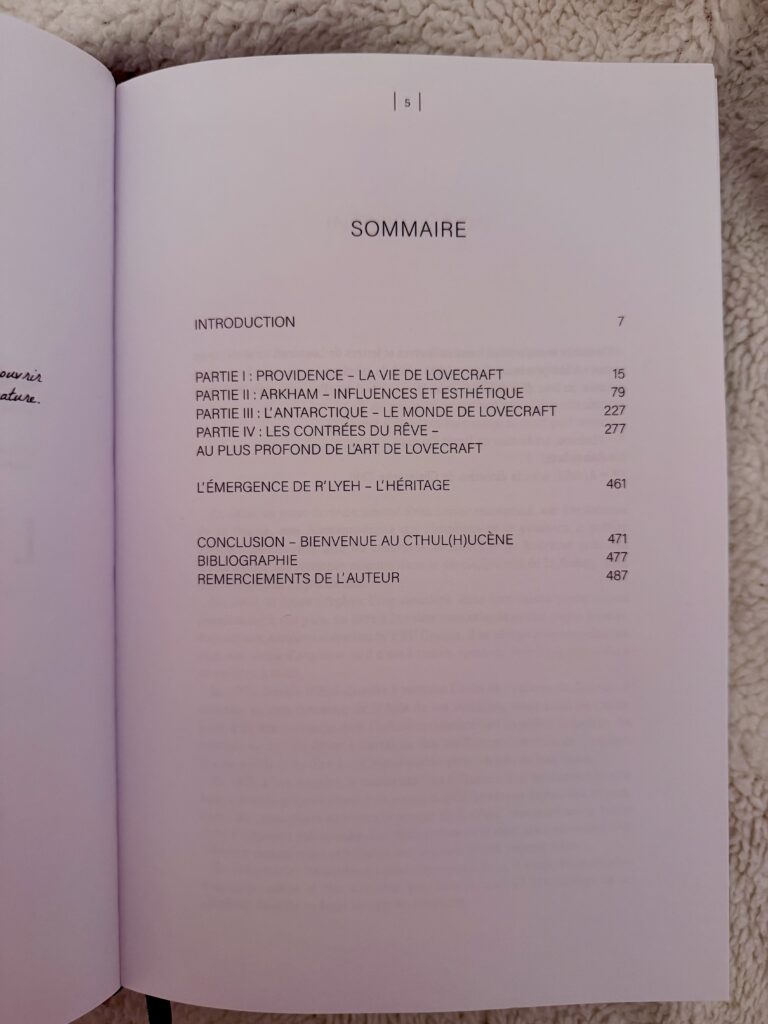 ouvrir
ature.
| 5 |
SOMMAIRE
INTRODUCTION 7
PARTIE I : PROVIDENCE – LA VIE DE LOVECRAFT 15
PARTIE II : ARKHAM – INFLUENCES ET ESTHÉTIQUE 79
PARTIE III : L’ANTARCTIQUE – LE MONDE DE LOVECRAFT 227
PARTIE IV : LES CONTRÉES DU RÊVE – 277
AU PLUS PROFOND DE L’ART DE LOVECRAFT
L’ÉMERGENCE DE R’LYEH – L’HÉRITAGE 461
CONCLUSION – BIENVENUE AU CTHUL(H)UCÈNE 471
BIBLIOGRAPHIE 477
REMERCIEMENTS DE L’AUTEUR 487